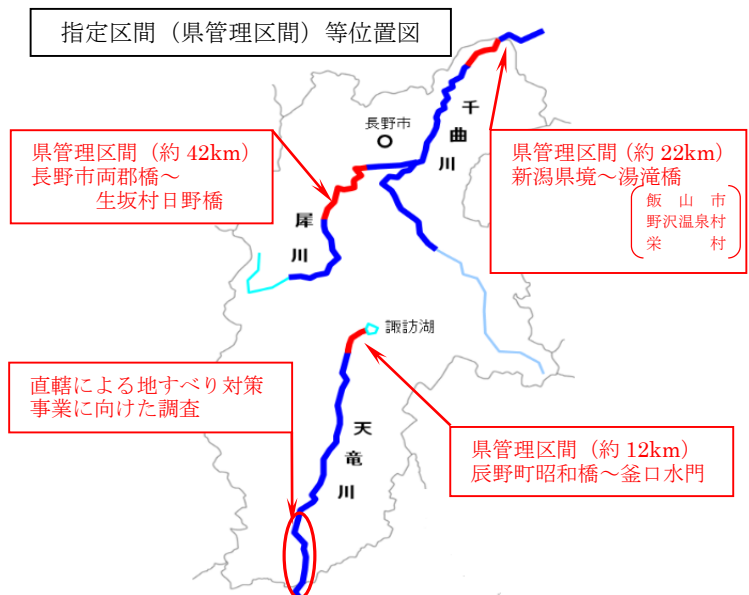 指定区間（県管理区間）等位置図
長野市
千曲川
県管理区間（約 42km）
長野市両郡橋～
生坂村日野橋
県管理区間（約 22km）
新潟県境～湯滝橋
飯山市
野沢温泉村
栄村
犀川
諏訪湖
直轄による地すべり対策
事業に向けた調査
天竜川
県管理区間（約 12km）
辰野町昭和橋～釜口水門